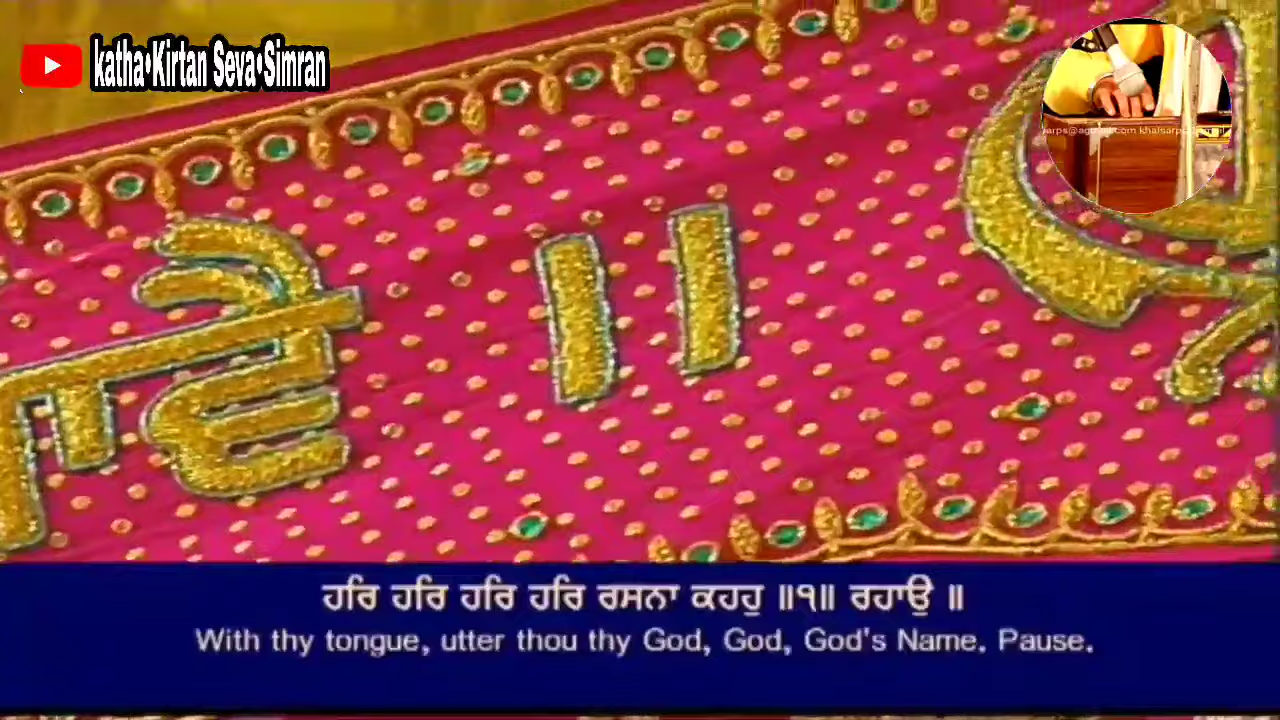 katha•Kirtan Seva•Simran
ਹਰਿ ਹਰਿ ਹਰਿ ਹਰਿ ਰਸਨਾ ਕਹਹੁ ॥੧॥ ਰਹਾਉ ॥
With thy tongue, utter thou thy God, God, God's Name. Pause.